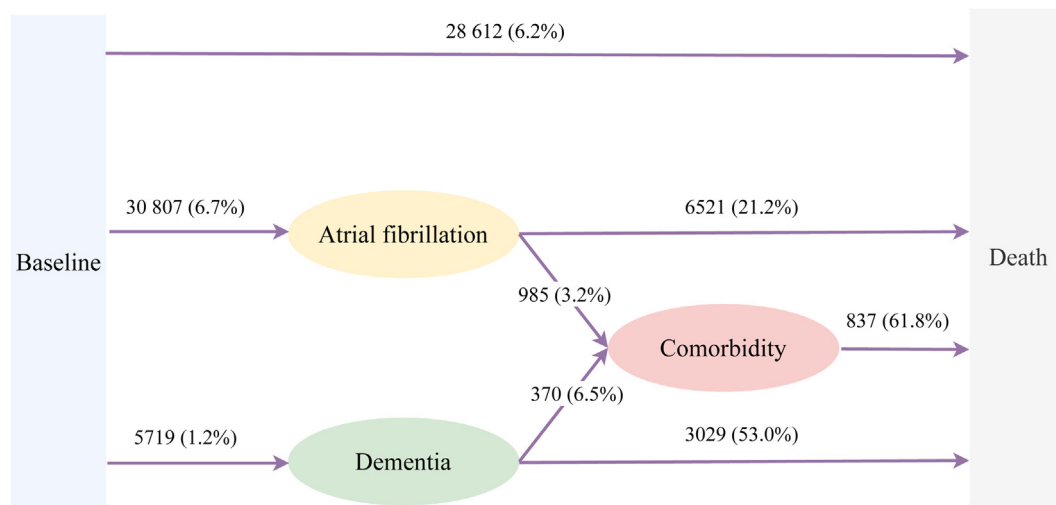 28 612 (6.2%)
30 807 (6.7%)
Atrial fibrillation
6521 (21.2%)
Baseline
Death
985 (3.2%)
Comorbidity
837 (61.8%)
370 (6.5%)
5719 (1.2%)
Dementia
3029 (53.0%)